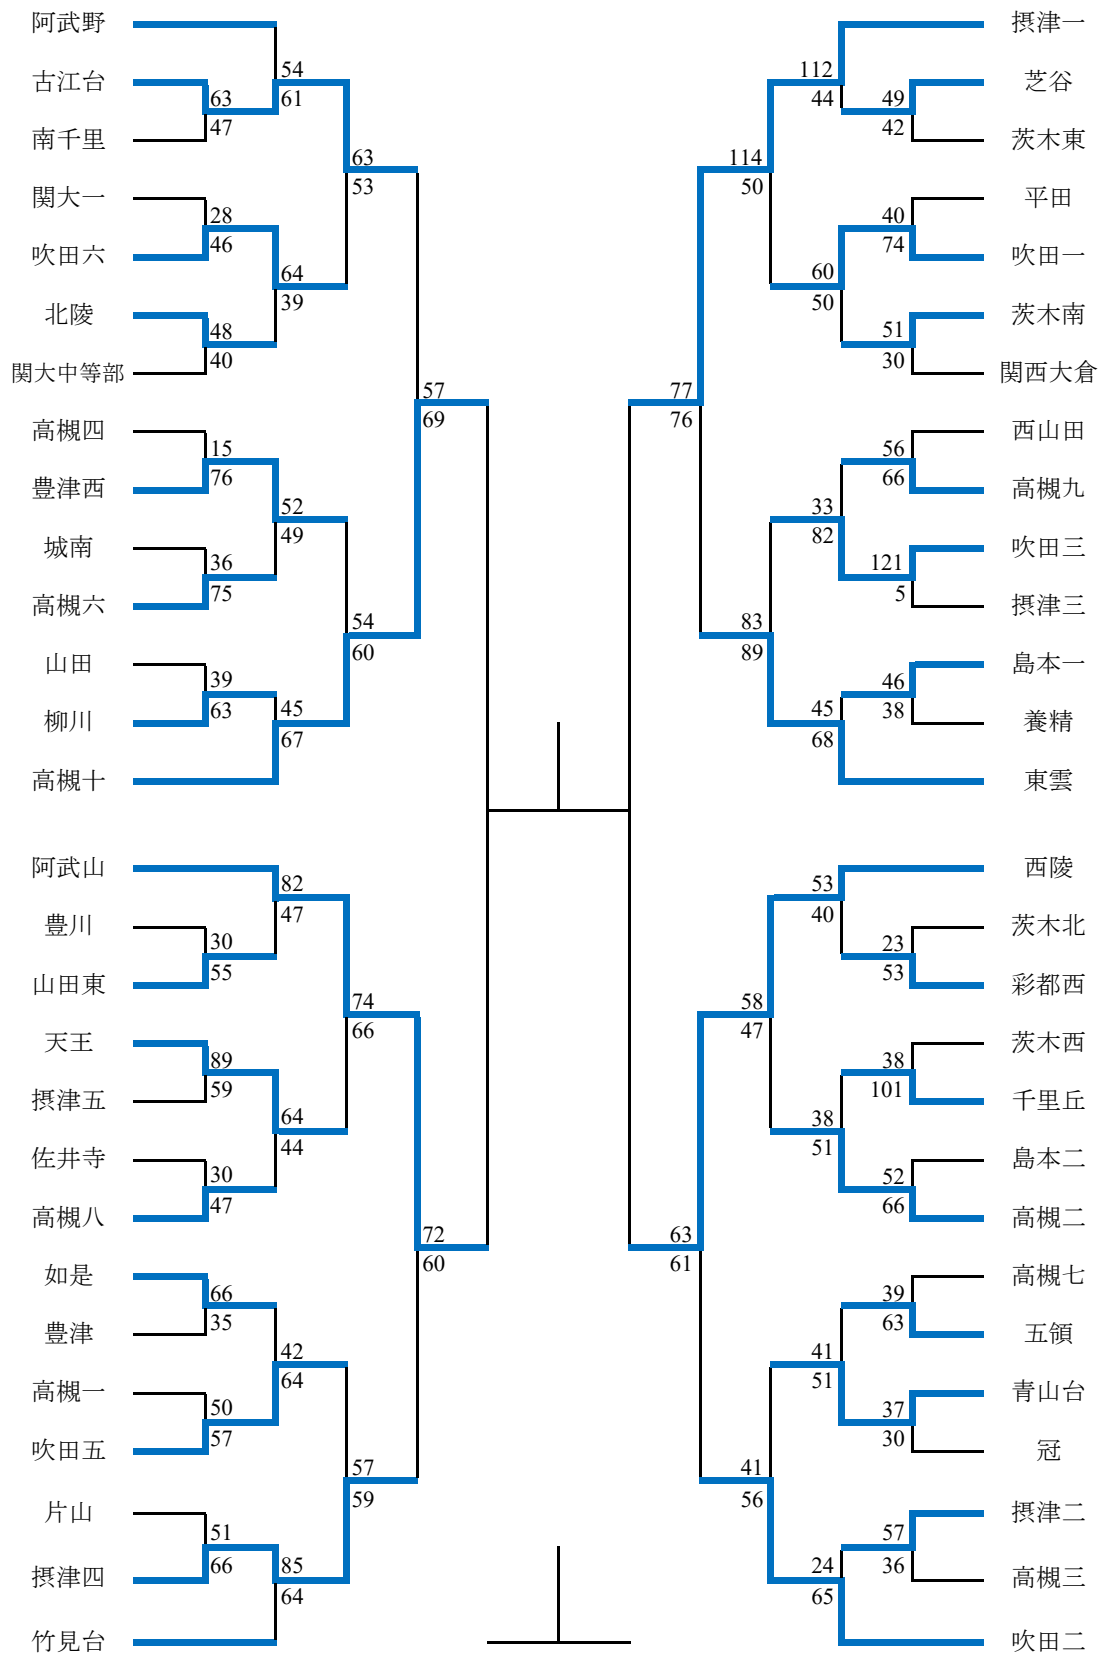 阿武野
54
古江台
63
61
南千里
47
63
53
関大一
28
吹田六
46
64
39
北陵
48
関大中等部
40
57
69
高槻四
15
豊津西
76
52
49
城南
36
高槻六
75
54
60
山田
39
柳川
63
45
67
高槻十
阿武山
82
47
豊川
30
山田東
55
74
66
天王
89
摂津五
59
64
44
佐井寺
30
高槻八
47
72
60
如是
66
豊津
35
42
64
高槻一
50
吹田五
57
57
59
片山
51
摂津四
66
85
64
竹見台
摂津一
112
44
芝谷
49
茨木東
42
114
50
平田
40
吹田一
74
60
50
茨木南
51
関西大倉
30
77
76
西山田
56
高槻九
66
33
82
吹田三
121
摂津三
5
83
89
島本一
46
養精
38
45
68
東雲
西陵
53
40
茨木北
23
彩都西
53
58
47
茨木西
38
千里丘
101
38
51
島本二
52
高槻二
66
63
61
高槻七
39
五領
63
41
51
青山台
37
冠
30
41
56
摂津二
57
高槻三
36
24
65
吹田二